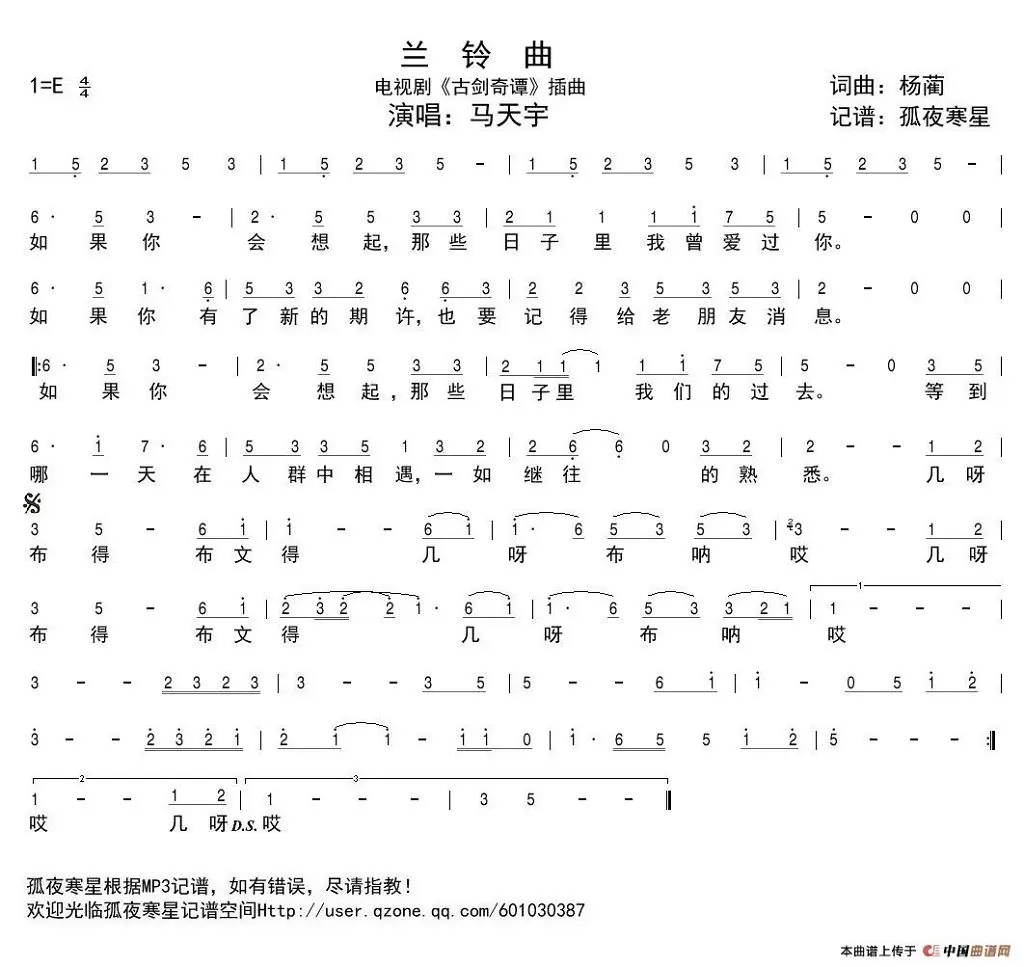 兰 铃 曲
1=E 4/4 电视剧《古剑奇谭》插曲 词曲：杨蔺
演唱：马天宇 记谱：孤夜寒星
1 5 2 3 5 3 | 1 5 2 3 5 - | 1 5 2 3 5 3 | 1 5 2 3 5 - |
6· 5 3 - | 2· 5 5 3 3 | 2 1 1 1 1 7 5 | 5 - 0 0 |
如 果 你 会 想 起，那 些 日 子 里 我 曾 爱 过 你。
6· 5 1· 6 | 5 3 3 2 6· 6 3 | 2 2 3 5 3 5 3 | 2 - 0 0 |
如 果 你 有 了 新 的 期 许，也 要 记 得 给 老 朋 友 消 息。
‖:6· 5 3 - | 2· 5 5 3 3 | 2 1 1 1 1 1 7 5 | 5 - 0 3 5 |
如 果 你 会 想 起，那 些 日 子 里 我 们 的 过 去。 等 到
6· 1 7· 6 | 5 3 3 5 1 3 2 | 2 6 6 0 3 2 | 2 - - 1 2 |
哪 一 天 在 人 群 中 相 遇，一 如 继 往 的 熟 悉。 几 呀
3 5 - 6 1 | 1 - - 6 1 | 1· 6 5 3 5 3 | 2 3 - - 1 2 |
布 得 布 文 得 几 呀 布 呐 哎 几 呀
3 5 - 6 1 | 2 3 2 2 1· 6 1 | 1· 6 5 3 3 2 1 | 1 1 - - - |
布 得 布 文 得 几 呀 布 呐 哎
3 - - 2 3 2 3 | 3 - - 3 5 | 5 - - 6 1 | 1 - 0 5 1 2 |
3 - - 2 3 2 1 | 2 1 1 - 1 1 0 | 1· 6 5 5 1 2 | 5 - - - :‖
2 3
1 - - 1 2 | 1 - - - | 3 5 - - ‖
哎 几 呀 D.S. 哎
孤夜寒星根据MP3记谱，如有错误，尽请指教！
欢迎光临孤夜寒星记谱空间Http://user.qzone.qq.com/601030387
本曲谱上传于 中国曲谱网